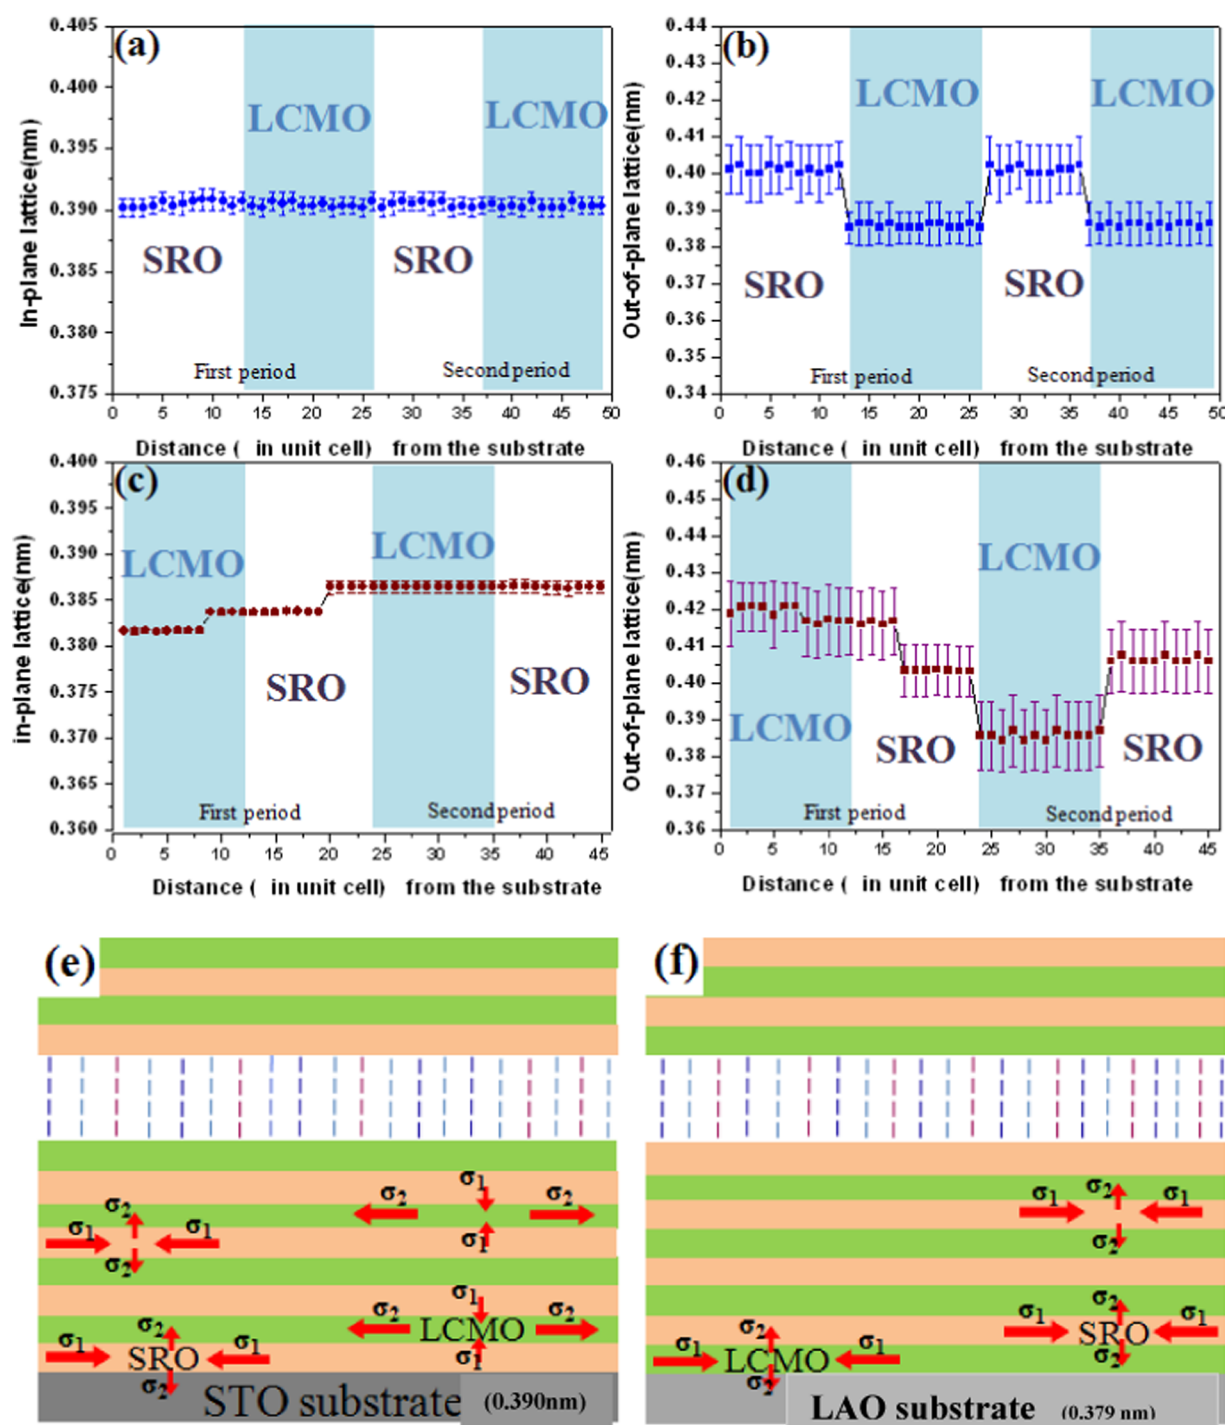 (a)
0.405
0.400
0.395
0.390
0.385
0.380
0.375
In-plane lattice(nm)
LCMO
LCMO
SRO
SRO
First period
Second period
0 5 10 15 20 25 30 35 40 45 50
Distance ( in unit cell) from the substrate
(b)
0.44
0.43
0.42
0.41
0.40
0.39
0.38
0.37
0.36
0.35
0.34
Out-of-plane lattice(nm)
LCMO
LCMO
SRO
SRO
First period
Second period
0 5 10 15 20 25 30 35 40 45 50
Distance ( in unit cell) from the substrate
(c)
0.400
0.395
0.390
0.385
0.380
0.375
0.370
0.365
0.360
in-plane lattice(nm)
LCMO
LCMO
SRO
SRO
First period
Second period
0 5 10 15 20 25 30 35 40 45
Distance ( in unit cell) from the substrate
(d)
0.46
0.45
0.44
0.43
0.42
0.41
0.40
0.39
0.38
0.37
0.36
Out-of-plane lattice(nm)
LCMO
LCMO
SRO
SRO
First period
Second period
0 5 10 15 20 25 30 35 40 45
Distance ( in unit cell) from the substrate
(e)
σ1
σ2
σ2
σ2
σ1
σ1
σ1
σ2
σ1
σ2
σ2
σ2
LCMO
σ1
σ2
σ1
SRO
σ1
σ2
STO substrate (0.390nm)
(f)
σ1
σ2
σ1
σ2
σ2
σ1
σ1
SRO
σ2
σ2
σ1
LCMO
σ1
σ2
LAO substrate (0.379 nm)